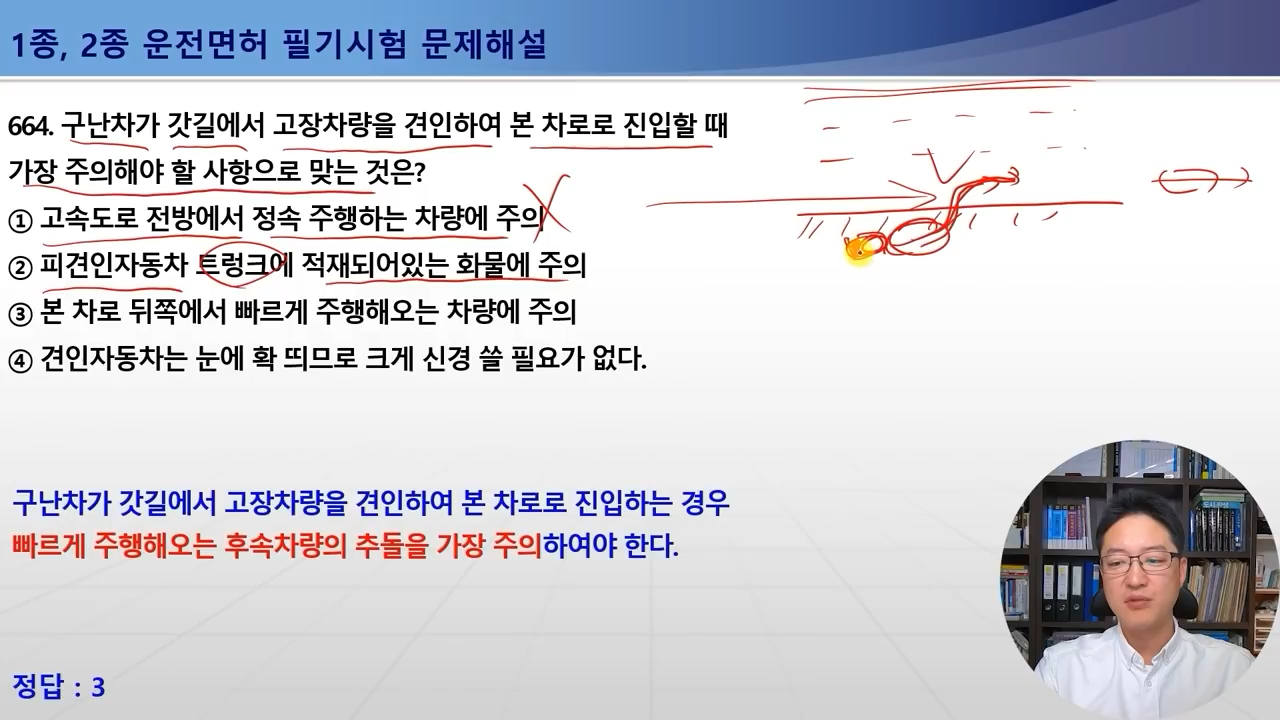 1종, 2종 운전면허 필기시험 문제해설
664. 구난차가 갓길에서 고장차량을 견인하여 본 차로로 진입할 때
가장 주의해야 할 사항으로 맞는 것은?
① 고속도로 전방에서 정속 주행하는 차량에 주의
② 피견인자동차 트렁크에 적재되어있는 화물에 주의
③ 본 차로 뒤쪽에서 빠르게 주행해오는 차량에 주의
④ 견인자동차는 눈에 확 띄므로 크게 신경 쓸 필요가 없다.
구난차가 갓길에서 고장차량을 견인하여 본 차로로 진입하는 경우
빠르게 주행해오는 후속차량의 추돌을 가장 주의하여야 한다.
정답 : 3